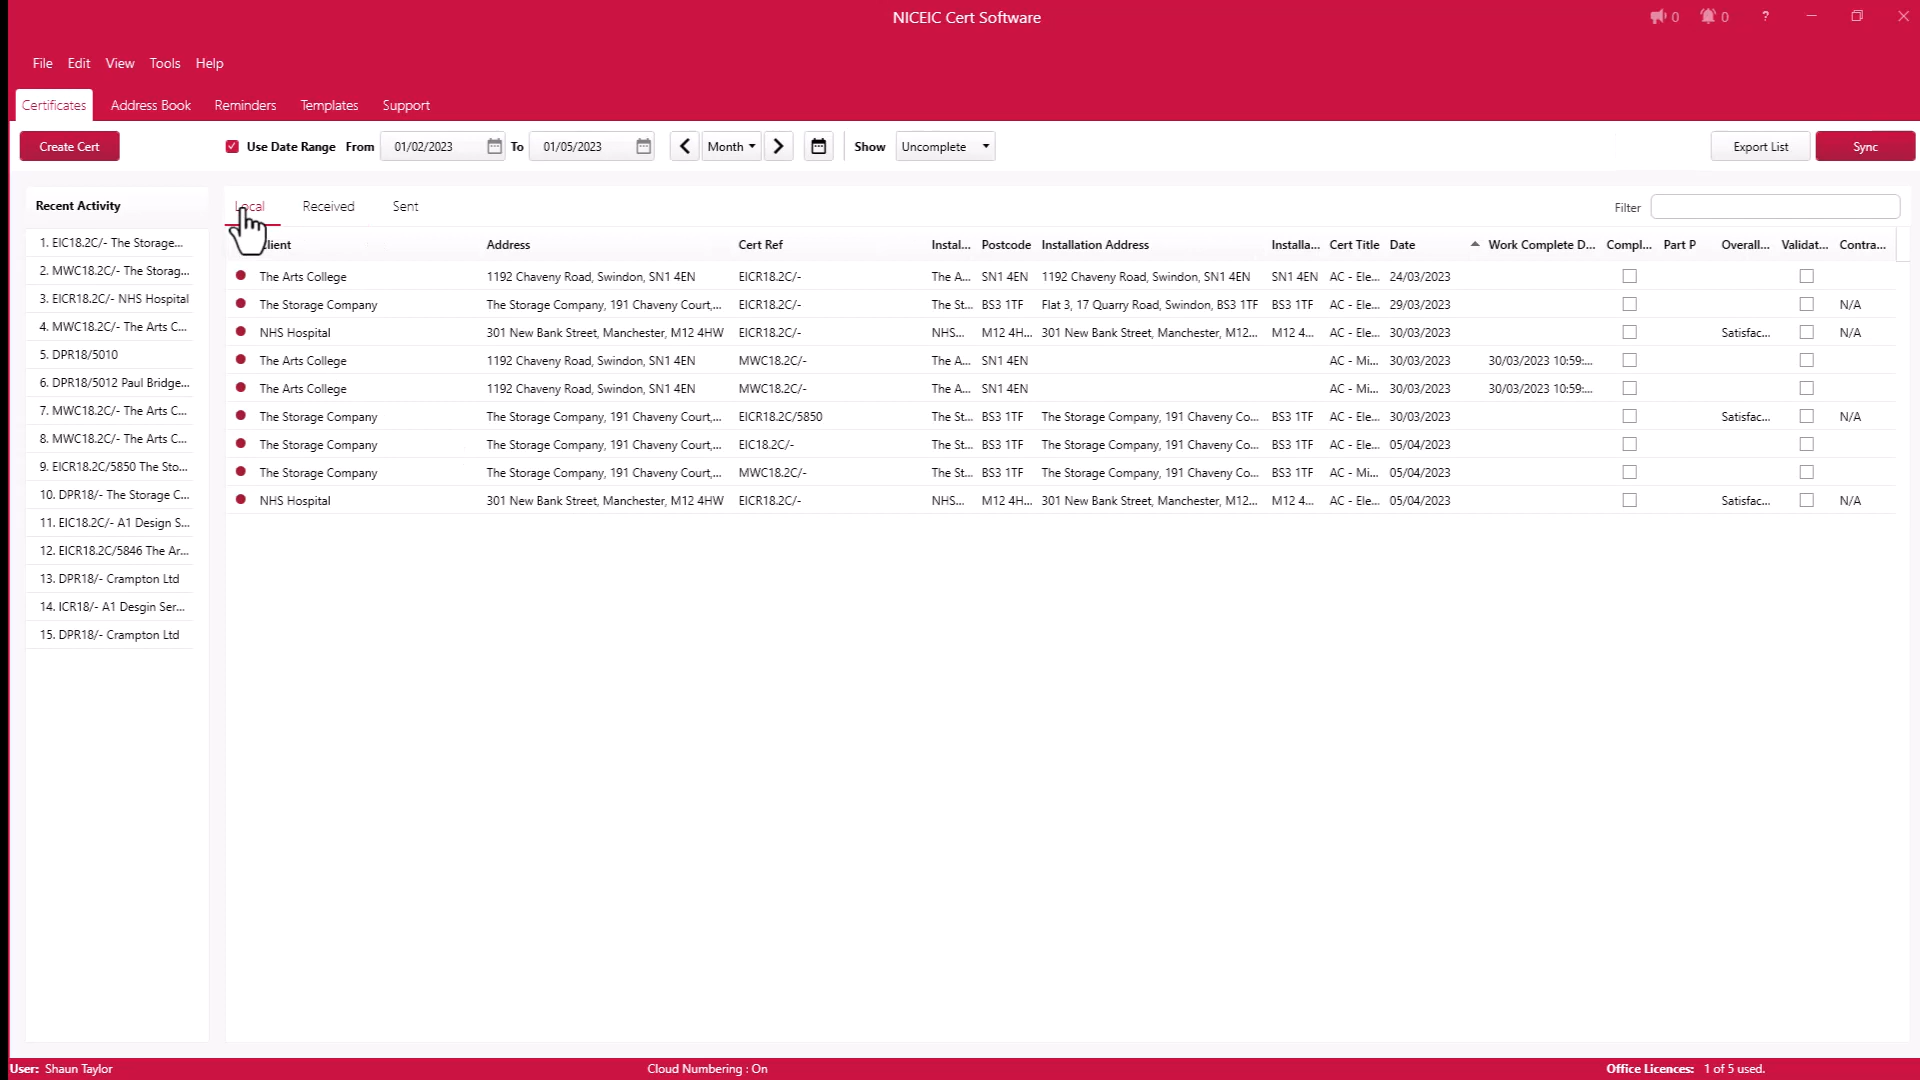 NICEIC Cert Software
0 0 ?
File Edit View Tools Help
Certificates Address Book Reminders Templates Support
Create Cert Use Date Range From 01/02/2023 To 01/05/2023 Month Show Uncomplete Export List Sync
Recent Activity
1. EIC18.2C/- The Storage...
2. MWC18.2C/- The Storag...
3. EICR18.2C/- NHS Hospital
4. MWC18.2C/- The Arts C...
5. DPR18/5010
6. DPR18/5012 Paul Bridge...
7. MWC18.2C/- The Arts C...
8. MWC18.2C/- The Arts C...
9. EICR18.2C/5850 The Sto...
10. DPR18/- The Storage C...
11. EIC18.2C/- A1 Design S...
12. EICR18.2C/5846 The Ar...
13. DPR18/- Crampton Ltd
14. ICR18/- A1 Desgin Ser...
15. DPR18/- Crampton Ltd
Local Received Sent Filter
lient Address Cert Ref Instal... Postcode Installation Address Installa... Cert Title Date Work Complete D... Compl... Part P Overall... Validat... Contra...
The Arts College 1192 Chaveny Road, Swindon, SN1 4EN EICR18.2C/- The A... SN1 4EN 1192 Chaveny Road, Swindon, SN1 4EN SN1 4EN AC - Ele... 24/03/2023
The Storage Company The Storage Company, 191 Chaveny Court,... EICR18.2C/- The St... BS3 1TF Flat 3, 17 Quarry Road, Swindon, BS3 1TF BS3 1TF AC - Ele... 29/03/2023 N/A
NHS Hospital 301 New Bank Street, Manchester, M12 4HW EICR18.2C/- NHS... M12 4H... 301 New Bank Street, Manchester, M12... M12 4... AC - Ele... 30/03/2023 Satisfac... N/A
The Arts College 1192 Chaveny Road, Swindon, SN1 4EN MWC18.2C/- The A... SN1 4EN AC - Mi... 30/03/2023 30/03/2023 10:59:...
The Arts College 1192 Chaveny Road, Swindon, SN1 4EN MWC18.2C/- The A... SN1 4EN AC - Mi... 30/03/2023 30/03/2023 10:59:...
The Storage Company The Storage Company, 191 Chaveny Court,... EICR18.2C/5850 The St... BS3 1TF The Storage Company, 191 Chaveny Co... BS3 1TF AC - Ele... 30/03/2023 Satisfac... N/A
The Storage Company The Storage Company, 191 Chaveny Court,... EIC18.2C/- The St... BS3 1TF The Storage Company, 191 Chaveny Co... BS3 1TF AC - Ele... 05/04/2023
The Storage Company The Storage Company, 191 Chaveny Court,... MWC18.2C/- The St... BS3 1TF The Storage Company, 191 Chaveny Co... BS3 1TF AC - Mi... 05/04/2023
NHS Hospital 301 New Bank Street, Manchester, M12 4HW EICR18.2C/- NHS... M12 4H... 301 New Bank Street, Manchester, M12... M12 4... AC - Ele... 05/04/2023 Satisfac... N/A
User: Shaun Taylor Cloud Numbering : On Office Licences: 1 of 5 used.